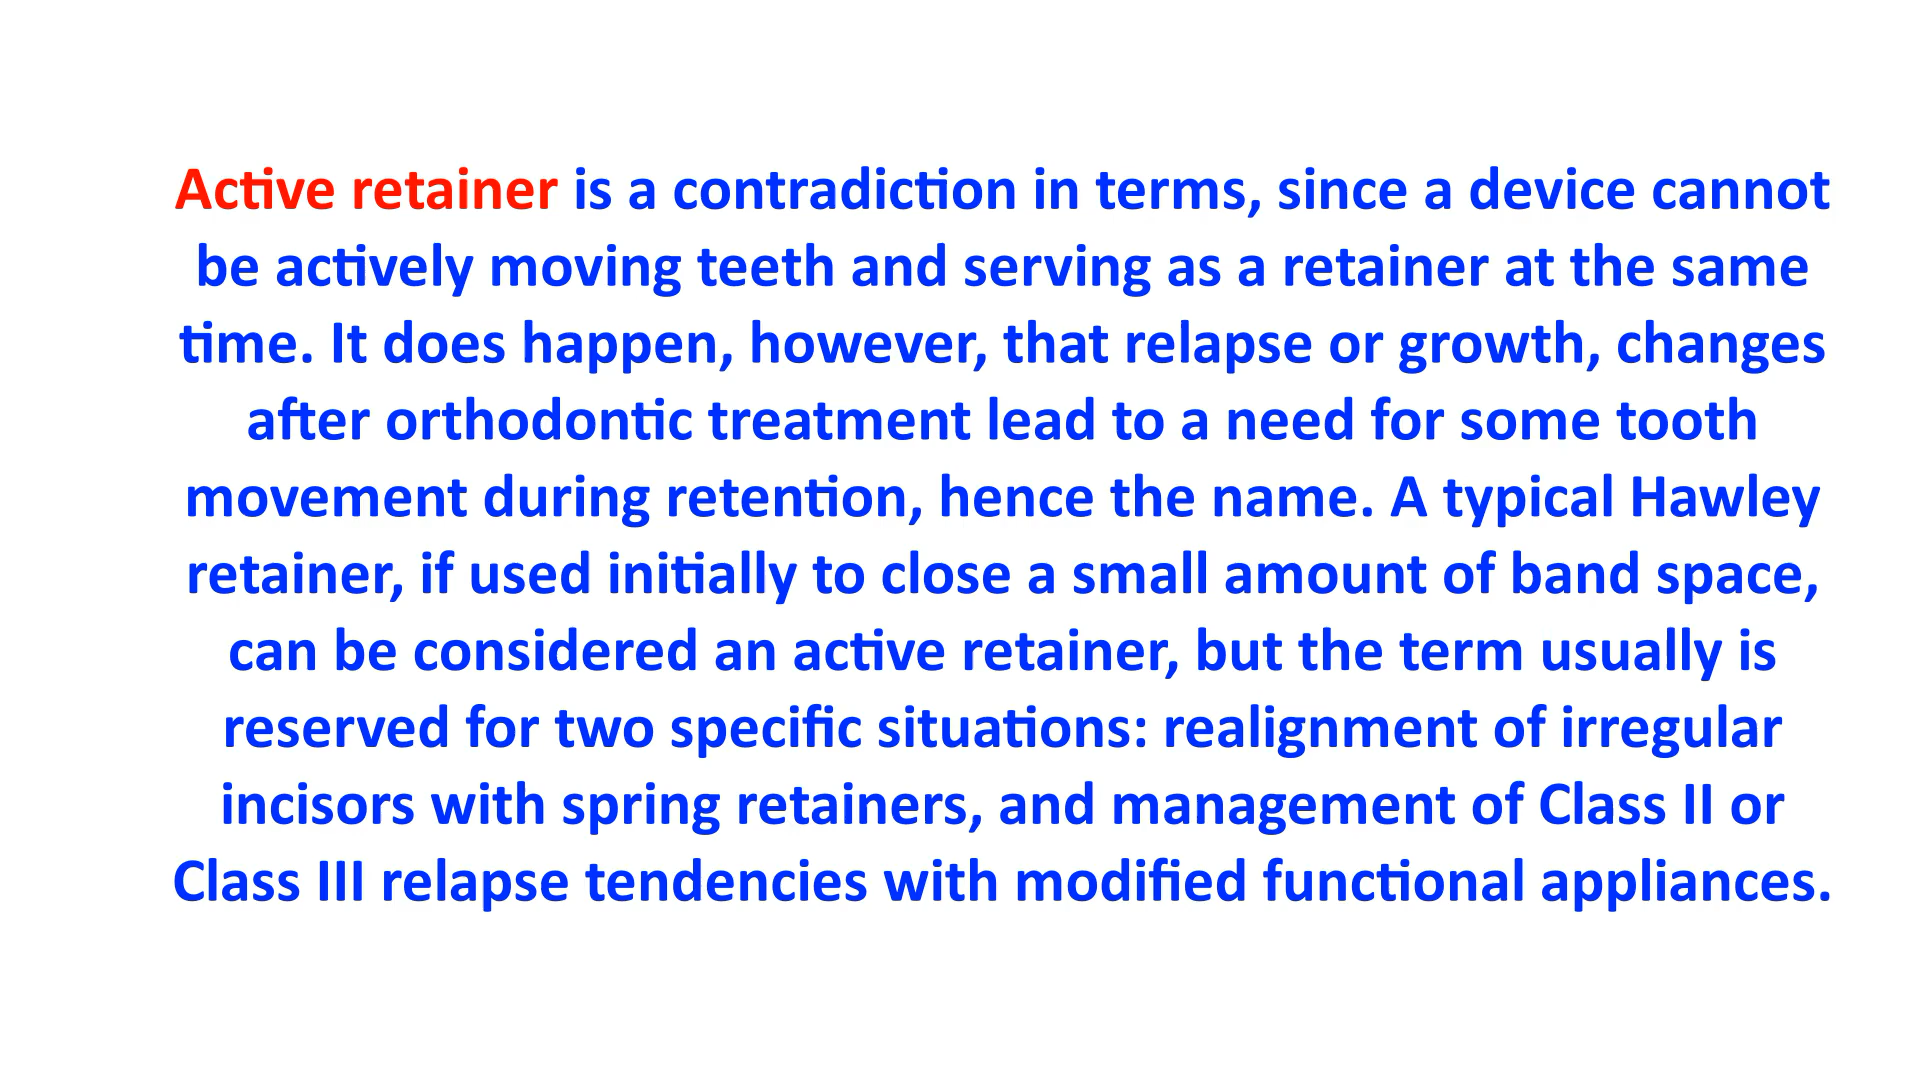 Active retainer is a contradiction in terms, since a device cannot
be actively moving teeth and serving as a retainer at the same
time. It does happen, however, that relapse or growth, changes
after orthodontic treatment lead to a need for some tooth
movement during retention, hence the name. A typical Hawley
retainer, if used initially to close a small amount of band space,
can be considered an active retainer, but the term usually is
reserved for two specific situations: realignment of irregular
incisors with spring retainers, and management of Class II or
Class III relapse tendencies with modified functional appliances.